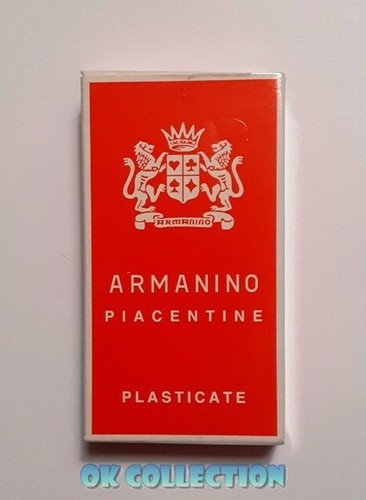 ARMANINO
ARMANINO
PIACENTINE
PLASTICATE
OK COLLECTION